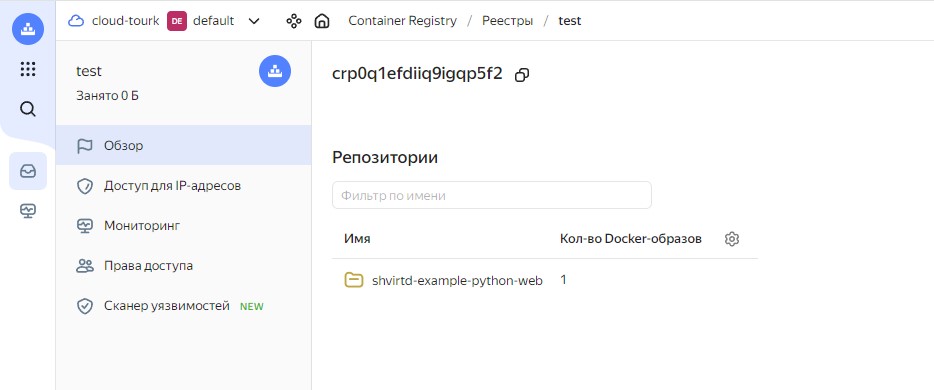 cloud-tourk DE default Container Registry / Реестры / test
test
Занято 0 Б
Обзор
Доступ для IP-адресов
Мониторинг
Права доступа
Сканер уязвимостей NEW
crp0q1efdiiq9igqp5f2
Репозитории
Фильтр по имени
Имя Кол-во Docker-образов
shvirtd-example-python-web 1